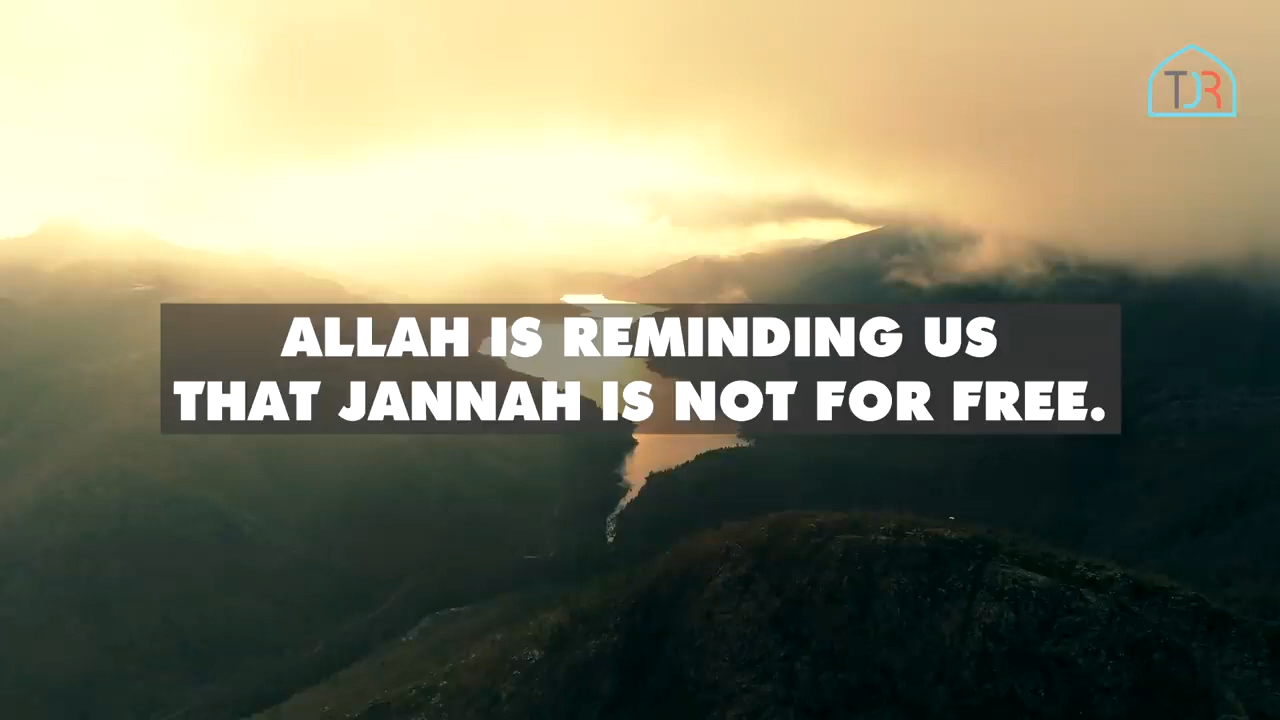 TJR
ALLAH IS REMINDING US
THAT JANNAH IS NOT FOR FREE.